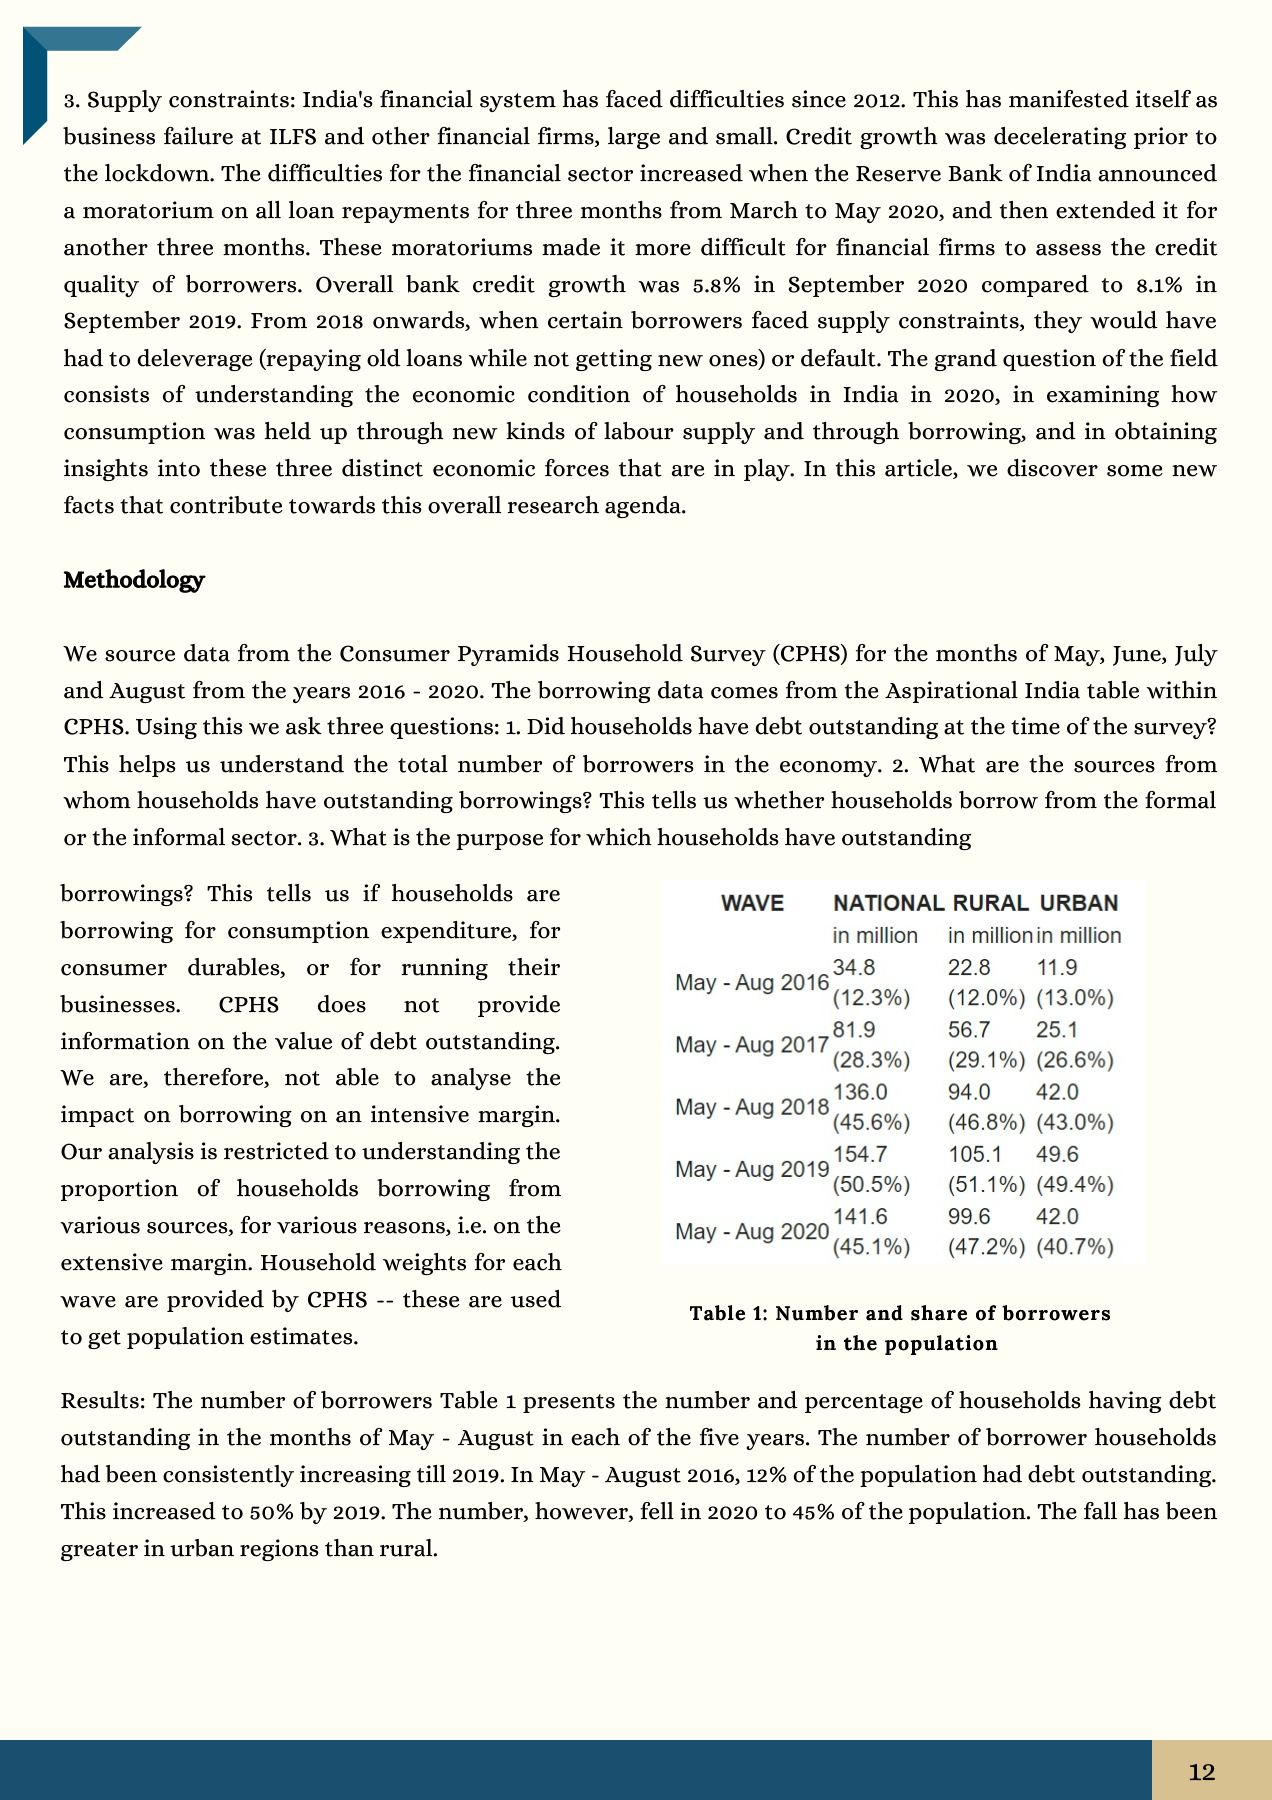 3. Supply constraints: India's financial system has faced difficulties since 2012. This has manifested itself as
business failure at ILFS and other financial firms, large and small. Credit growth was decelerating prior to
the lockdown. The difficulties for the financial sector increased when the Reserve Bank of India announced
a moratorium on all loan repayments for three months from March to May 2020, and then extended it for
another three months. These moratoriums made it more difficult for financial firms to assess the credit
quality of borrowers. Overall bank credit growth was 5.8% in September 2020 compared to 8.1% in
September 2019. From 2018 onwards, when certain borrowers faced supply constraints, they would have
had to deleverage (repaying old loans while not getting new ones) or default. The grand question of the field
consists of understanding the economic condition of households in India in 2020, in examining how
consumption was held up through new kinds of labour supply and through borrowing, and in obtaining
insights into these three distinct economic forces that are in play. In this article, we discover some new
facts that contribute towards this overall research agenda.
Methodology
We source data from the Consumer Pyramids Household Survey (CPHS) for the months of May, June, July
and August from the years 2016 - 2020. The borrowing data comes from the Aspirational India table within
CPHS. Using this we ask three questions: 1. Did households have debt outstanding at the time of the survey?
This helps us understand the total number of borrowers in the economy. 2. What are the sources from
whom households have outstanding borrowings? This tells us whether households borrow from the formal
or the informal sector. 3. What is the purpose for which households have outstanding
borrowings? This tells us if households are
borrowing for consumption expenditure, for
consumer durables, or for running their
businesses. CPHS does not provide
information on the value of debt outstanding.
We are, therefore, not able to analyse the
impact on borrowing on an intensive margin.
Our analysis is restricted to understanding the
proportion of households borrowing from
various sources, for various reasons, i.e. on the
extensive margin. Household weights for each
wave are provided by CPHS -- these are used
to get population estimates.
WAVE NATIONAL RURAL URBAN
in million in million in million
May - Aug 2016 34.8 22.8 11.9
(12.3%) (12.0%) (13.0%)
May - Aug 2017 81.9 56.7 25.1
(28.3%) (29.1%) (26.6%)
May - Aug 2018 136.0 94.0 42.0
(45.6%) (46.8%) (43.0%)
May - Aug 2019 154.7 105.1 49.6
(50.5%) (51.1%) (49.4%)
May - Aug 2020 141.6 99.6 42.0
(45.1%) (47.2%) (40.7%)
Table 1: Number and share of borrowers
in the population
Results: The number of borrowers Table 1 presents the number and percentage of households having debt
outstanding in the months of May - August in each of the five years. The number of borrower households
had been consistently increasing till 2019. In May - August 2016, 12% of the population had debt outstanding.
This increased to 50% by 2019. The number, however, fell in 2020 to 45% of the population. The fall has been
greater in urban regions than rural.
12